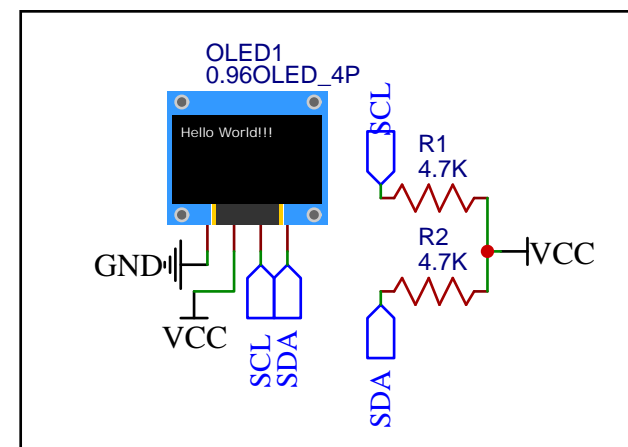 OLED1
0.96OLED_4P
Hello World!!!
GND
VCC
SCL
SDA
SCL
R1
4.7K
R2
4.7K
VCC
SDA